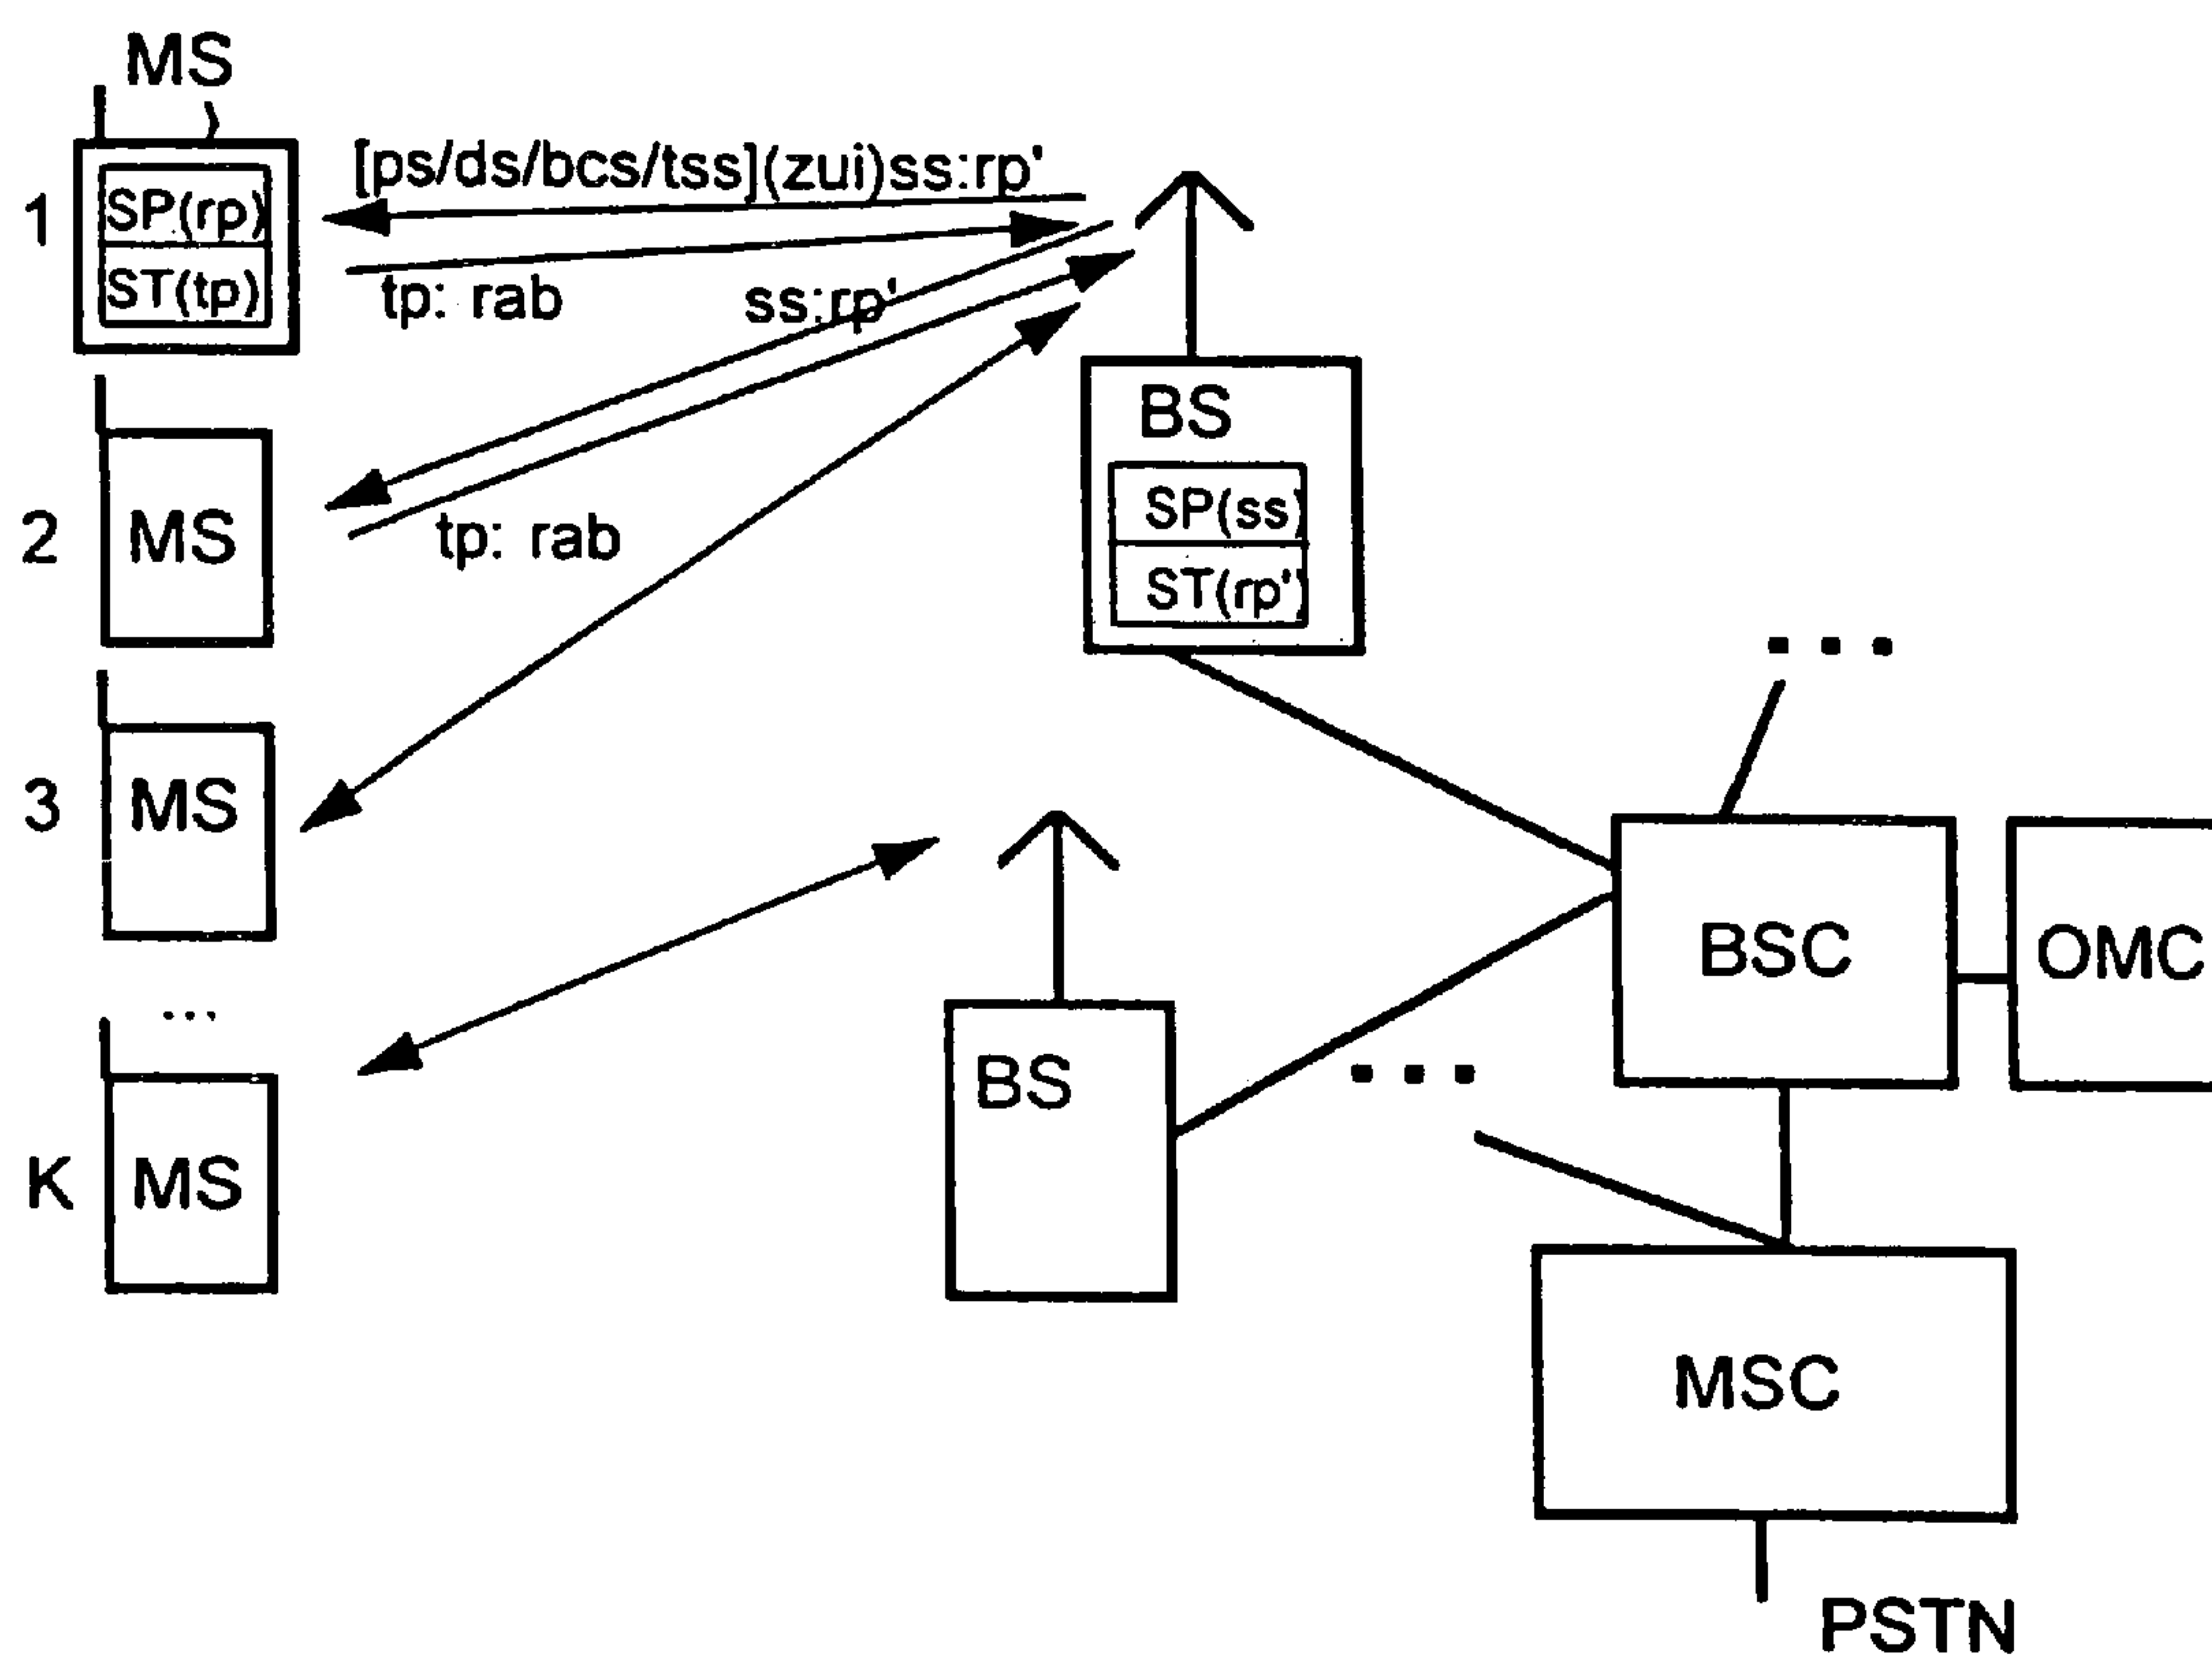 MS
[ps/ds/bcs/tss](zui)ss:rp'
1
SP(rp)
ST(tp)
tp: rab
ss:rp'
BS
SP(ss)
ST(rp')
2
MS
tp: rab
...
3
MS
BSC
OMC
...
BS
...
K
MS
MSC
PSTN